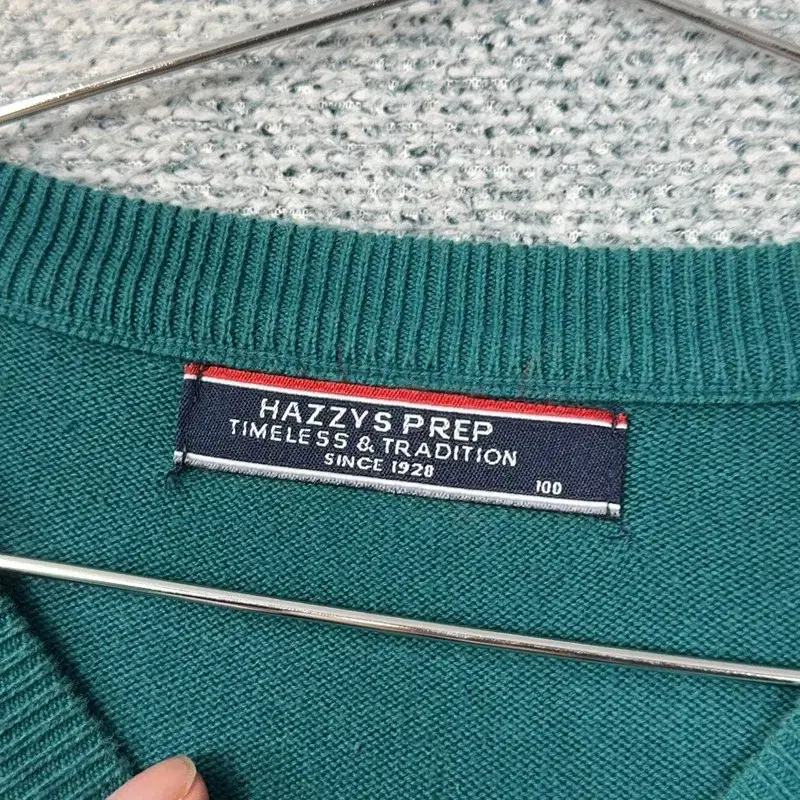 HAZZYS PREP
TIMELESS & TRADITION
SINCE 1928
100